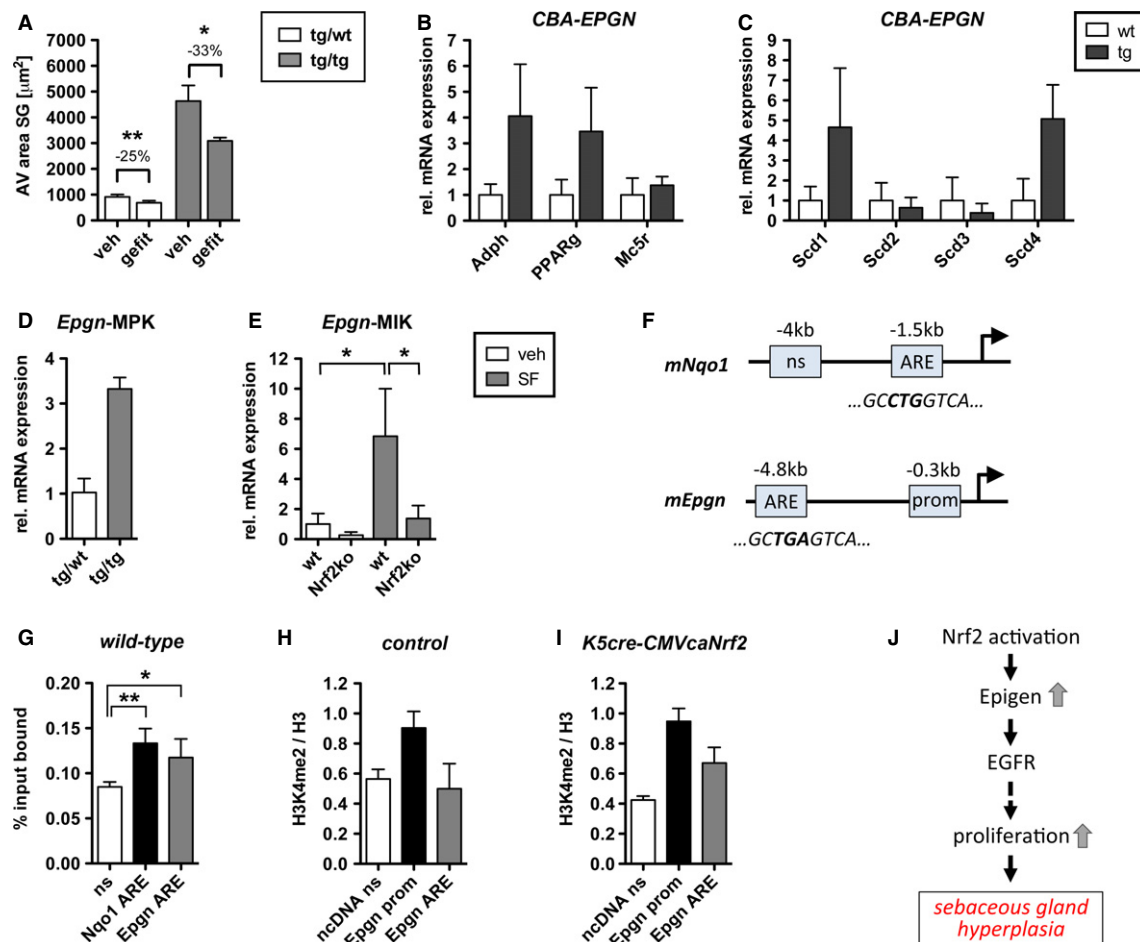 A
AV area SG [μm²]
7000
6000
5000
4000
3000
2000
1000
0
**
-25%
*
-33%
veh
gefit
veh
gefit
tg/wt
tg/tg
B
CBA-EPGN
rel. mRNA expression
7
6
5
4
3
2
1
0
Adph
PPARg
Mc5r
C
CBA-EPGN
rel. mRNA expression
9
8
7
6
5
4
3
2
1
0
Scd1
Scd2
Scd3
Scd4
wt
tg
D
Epgn-MPK
rel. mRNA expression
4
3
2
1
0
tg/wt
tg/tg
E
Epgn-MIK
rel. mRNA expression
12
10
8
6
4
2
0
*
*
wt
Nrf2ko
wt
Nrf2ko
veh
SF
F
-4kb
-1.5kb
mNqo1
ns
ARE
...GCCTGGTCA...
-4.8kb
-0.3kb
mEpgn
ARE
prom
...GCTGAGTCA...
G
wild-type
% input bound
0.20
0.15
0.10
0.05
0.00
*
**
ns
Nqo1 ARE
Epgn ARE
H
control
H3K4me2 / H3
1.2
1.0
0.8
0.6
0.4
0.2
0.0
ncDNA ns
Epgn prom
Epgn ARE
I
K5cre-CMVcaNrf2
H3K4me2 / H3
1.2
1.0
0.8
0.6
0.4
0.2
0.0
ncDNA ns
Epgn prom
Epgn ARE
J
Nrf2 activation
Epigen
EGFR
proliferation
sebaceous gland
hyperplasia